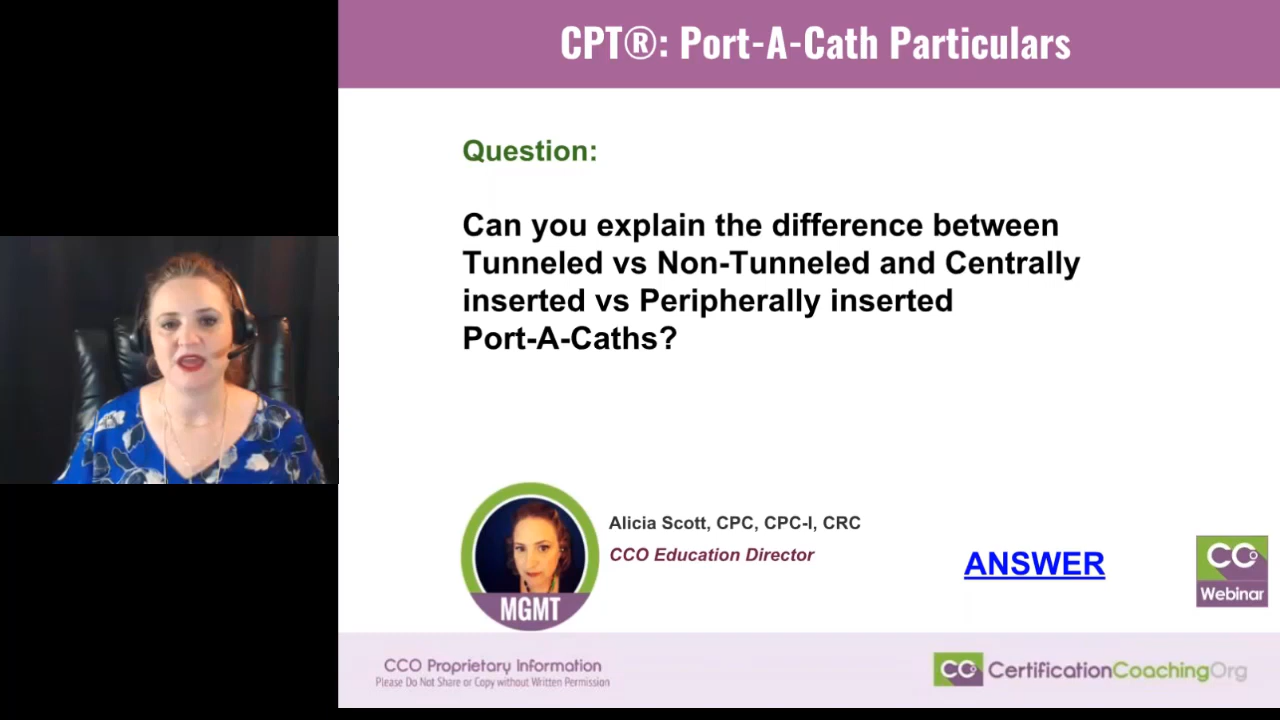 CPT®: Port-A-Cath Particulars
Question:
Can you explain the difference between
Tunneled vs Non-Tunneled and Centrally
inserted vs Peripherally inserted
Port-A-Caths?
Alicia Scott, CPC, CPC-I, CRC
CCO Education Director
MGMT
ANSWER
CCO
Webinar
CCO Proprietary Information
Please Do Not Share or Copy without Written Permission
CCO CertificationCoachingOrg